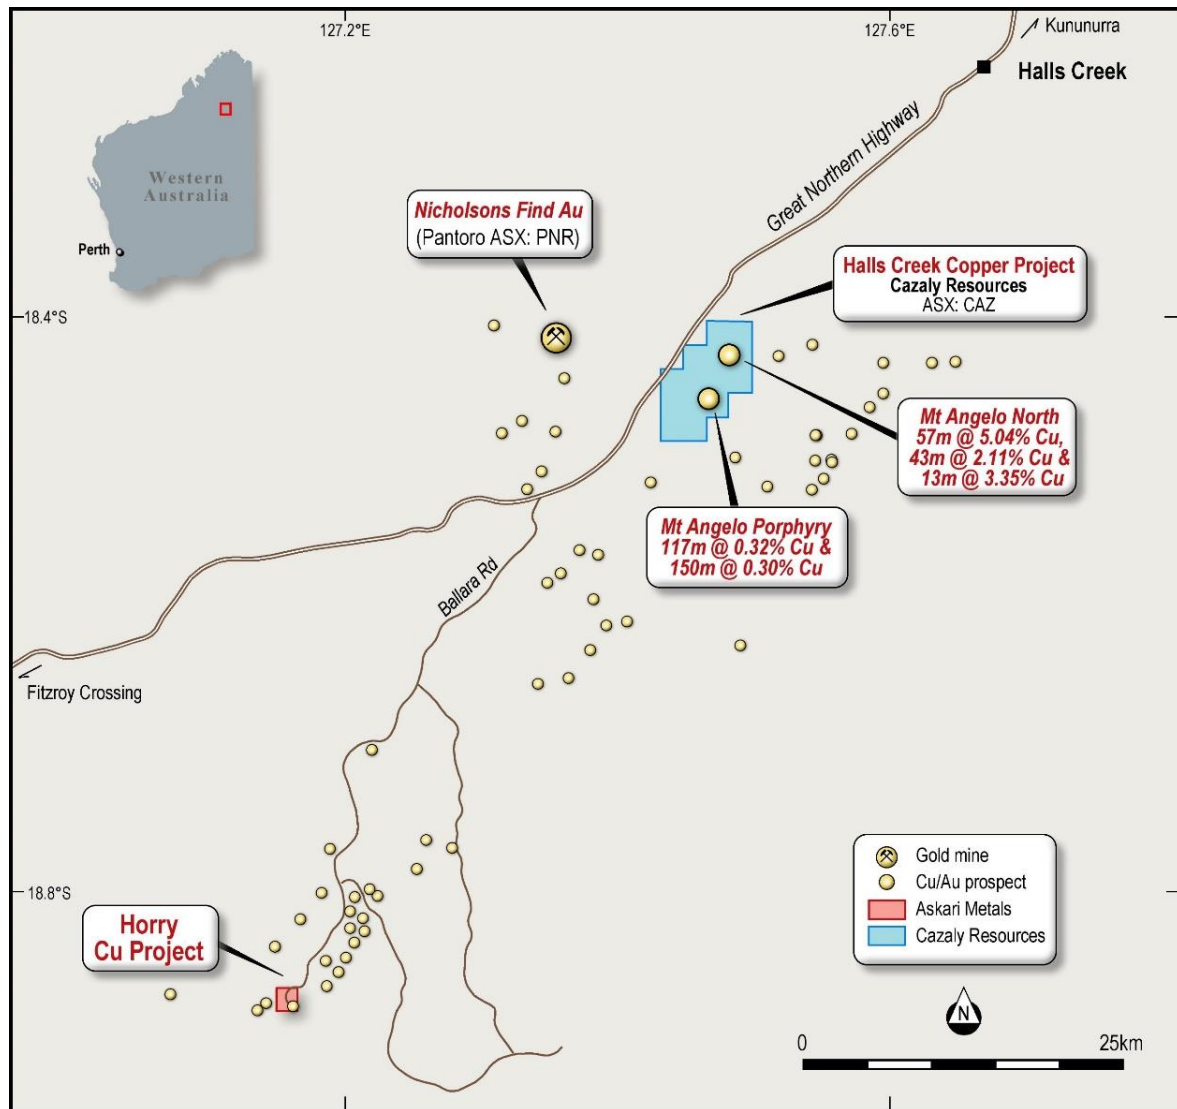 127.2°E
127.6°E
Kununurra
Halls Creek
Great Northern Highway
Western
Australia
Perth
Nicholsons Find Au
(Pantoro ASX: PNR)
Halls Creek Copper Project
Cazaly Resources
ASX: CAZ
18.4°S
Mt Angelo North
57m @ 5.04% Cu,
43m @ 2.11% Cu &
13m @ 3.35% Cu
Mt Angelo Porphyry
117m @ 0.32% Cu &
150m @ 0.30% Cu
Ballara Rd
Fitzroy Crossing
18.8°S
Horry
Cu Project
Gold mine
Cu/Au prospect
Askari Metals
Cazaly Resources
N
0
25km